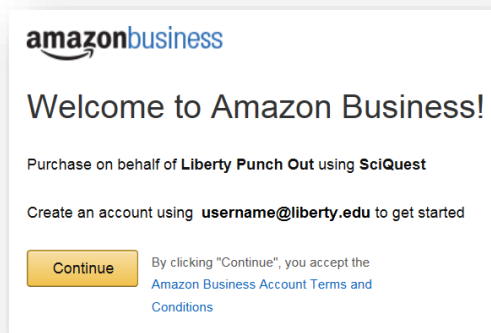 amazonbusiness
Welcome to Amazon Business!
Purchase on behalf of Liberty Punch Out using SciQuest
Create an account using username@liberty.edu to get started
Continue
By clicking "Continue", you accept the
Amazon Business Account Terms and
Conditions